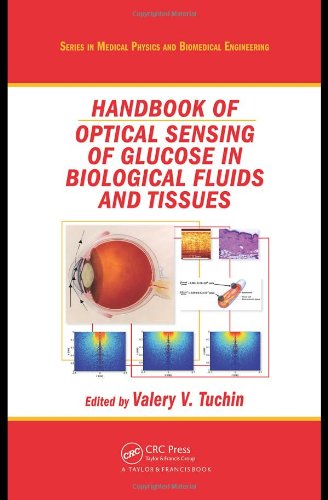 SERIES IN MEDICAL PHYSICS AND BIOMEDICAL ENGINEERING
HANDBOOK OF
OPTICAL SENSING
OF GLUCOSE IN
BIOLOGICAL FLUIDS
AND TISSUES
Edited by Valery V. Tuchin
CRC
CRC Press
Taylor & Francis Group
A TAYLOR & FRANCIS BOOK